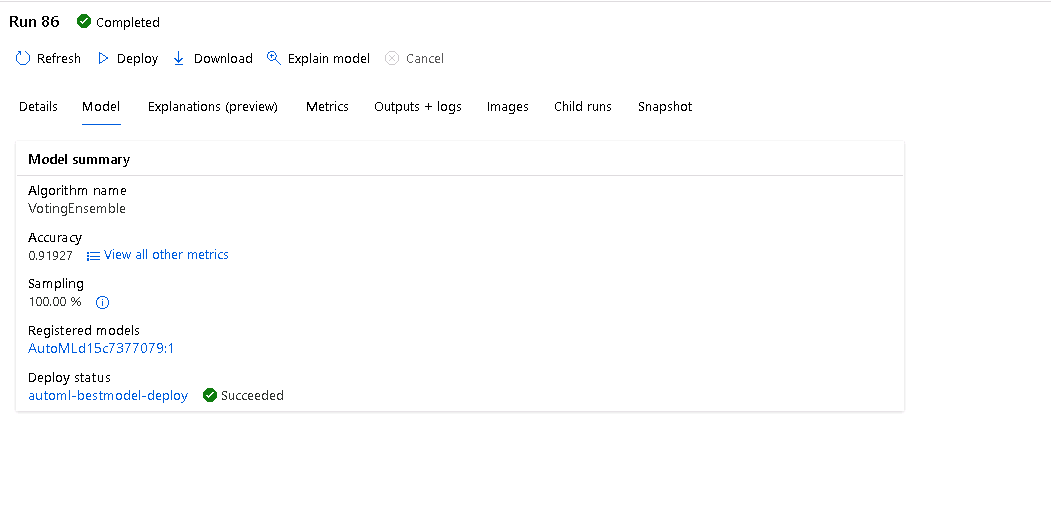 Run 86 Completed
Refresh Deploy Download Explain model Cancel
Details Model Explanations (preview) Metrics Outputs + logs Images Child runs Snapshot
Model summary
Algorithm name
VotingEnsemble
Accuracy
0.91927 View all other metrics
Sampling
100.00 %
Registered models
AutoMLd15c7377079:1
Deploy status
automl-bestmodel-deploy Succeeded